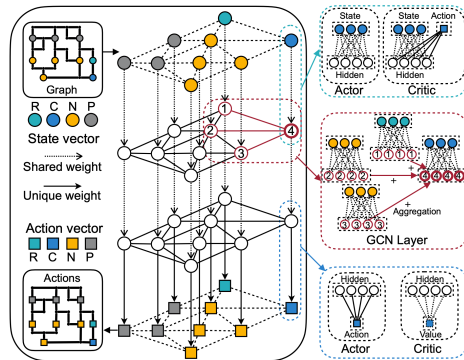 Graph
R C N P
State vector
Shared weight
Unique weight
Action vector
R C N P
Actions
1
2
4
3
State
State
Action
Hidden
Hidden
Actor
Critic
1 1 1 1
2 2 2 2
+
4 4 4 4
+
+
3 3 3 3
Aggregation
GCN Layer
Hidden
Hidden
Action
Value
Actor
Critic